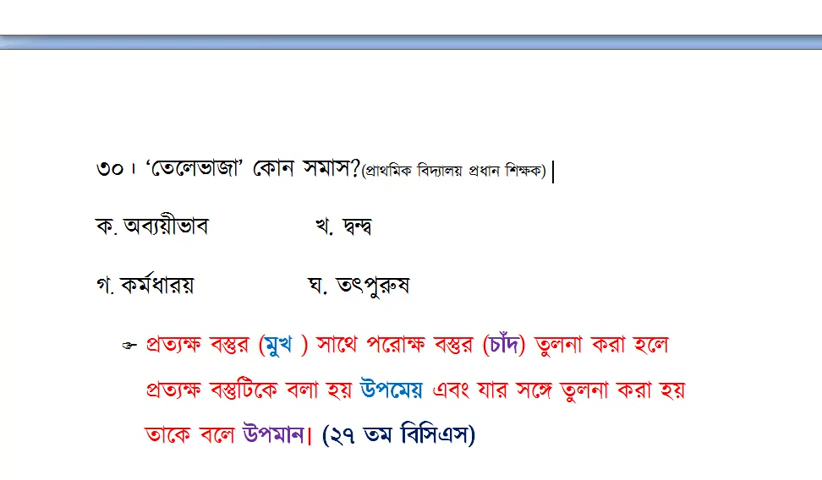 ৩০। ‘তেলেভাজা’ কোন সমাস?(প্রাথমিক বিদ্যালয় প্রধান শিক্ষক)
ক. অব্যয়ীভাব খ. দ্বন্দ্ব
গ. কর্মধারয় ঘ. তৎপুরুষ
☞ প্রত্যক্ষ বস্তুর (মুখ ) সাথে পরোক্ষ বস্তুর (চাঁদ) তুলনা করা হলে
প্রত্যক্ষ বস্তুটিকে বলা হয় উপমেয় এবং যার সঙ্গে তুলনা করা হয়
তাকে বলে উপমান। (২৭ তম বিসিএস)